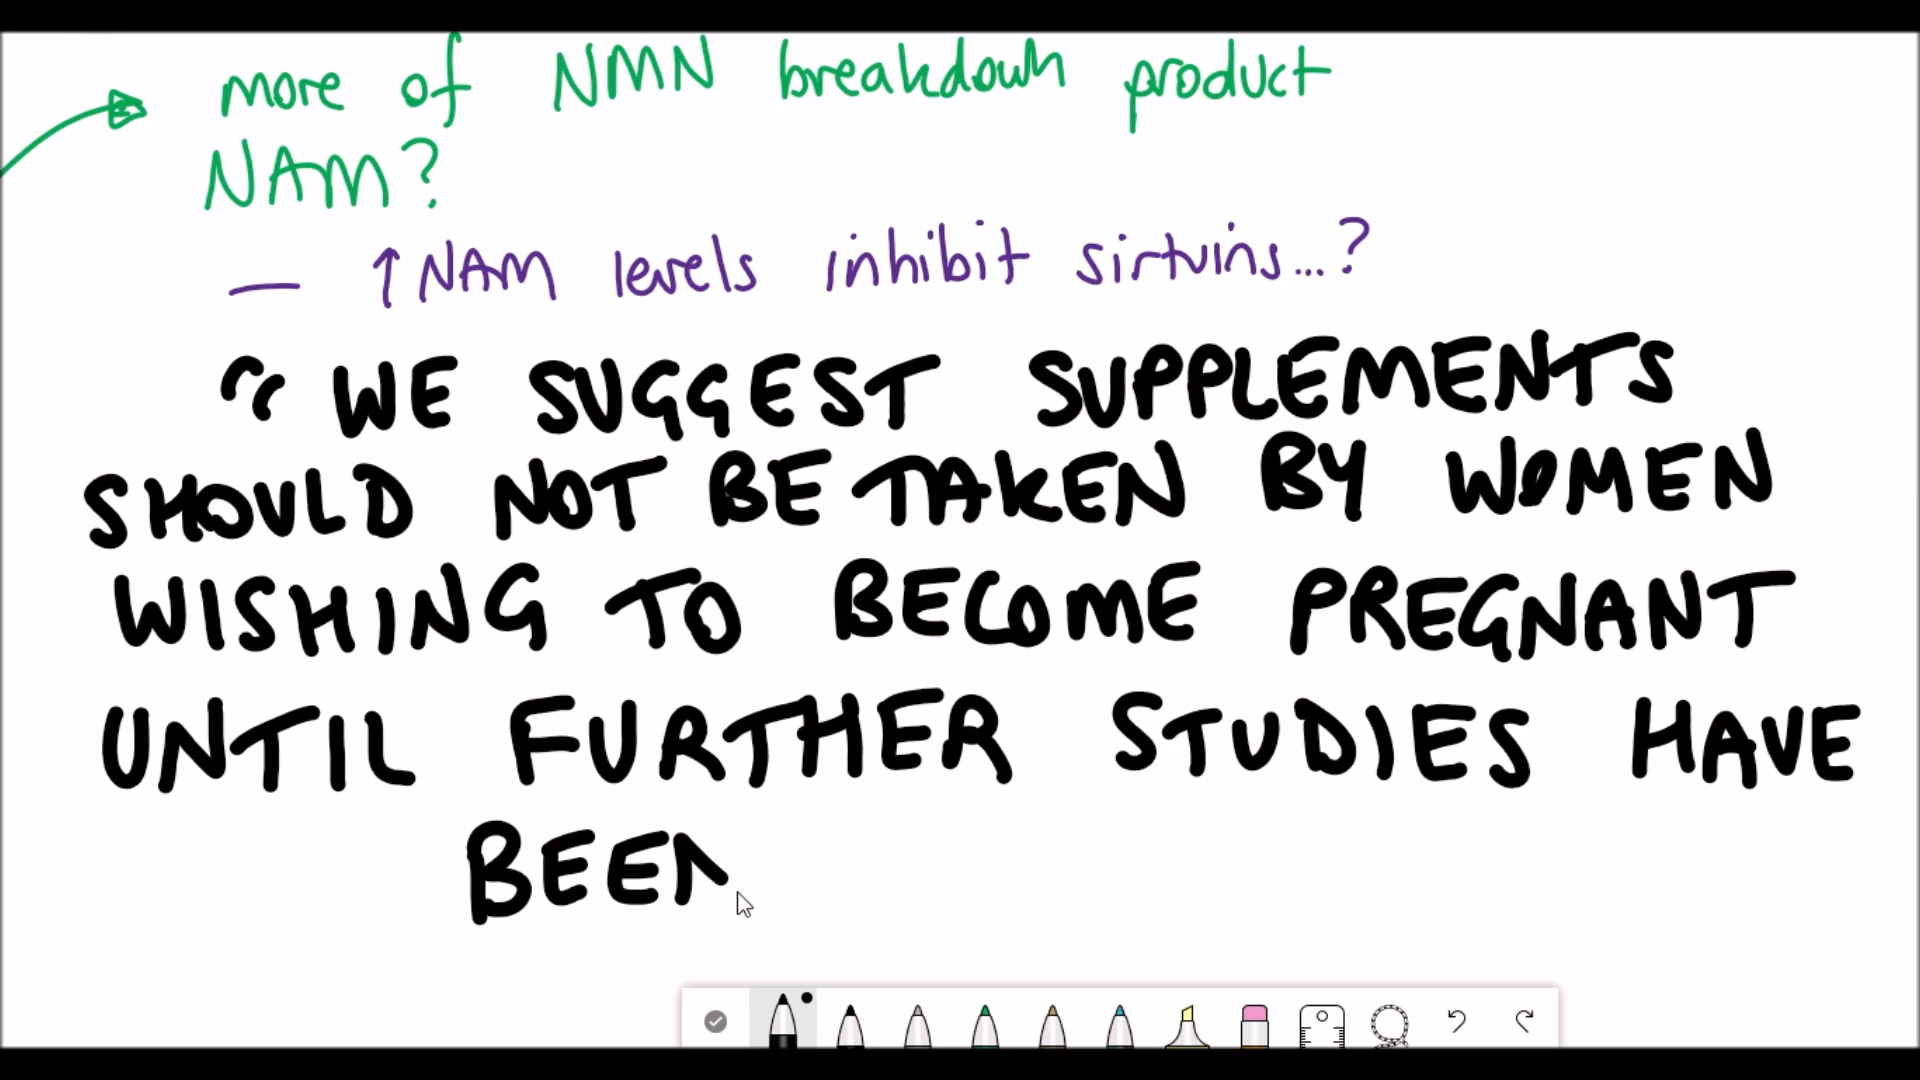 more of NMN breakdown product
NAM?
— ↑NAM levels inhibit sirtuins...?
"WE SUGGEST SUPPLEMENTS
SHOULD NOT BE TAKEN BY WOMEN
WISHING TO BECOME PREGNANT
UNTIL FURTHER STUDIES HAVE
BEEN